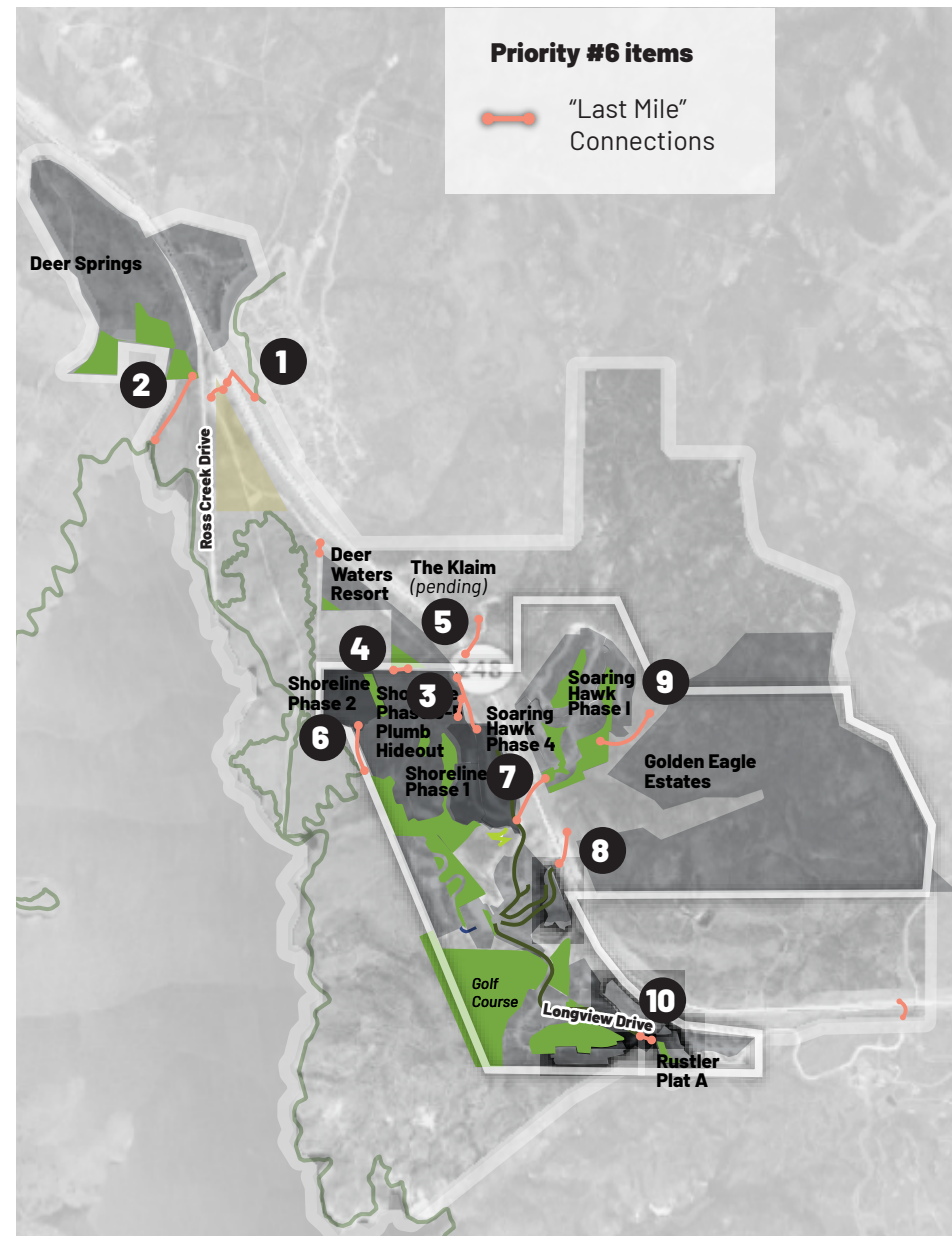 Priority #6 items
“Last Mile”
Connections
Deer Springs
1
2
Ross Creek Drive
Deer
Waters
Resort
The Klaim
(pending)
5
4
248
Shoreline
Phase 2
3
Plumb
Hideout
Soaring
Hawk
Phase I
9
Soaring
Hawk
Phase 4
6
Shoreline
Phase 1
7
Golden Eagle
Estates
8
Golf
Course
10
Longview Drive
Rustler
Plat A